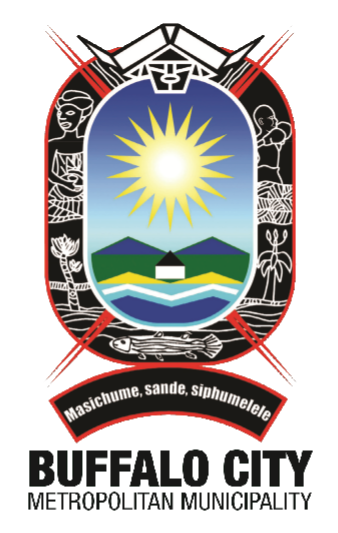 Masichume, sande, siphumelele
BUFFALO CITY
METROPOLITAN MUNICIPALITY